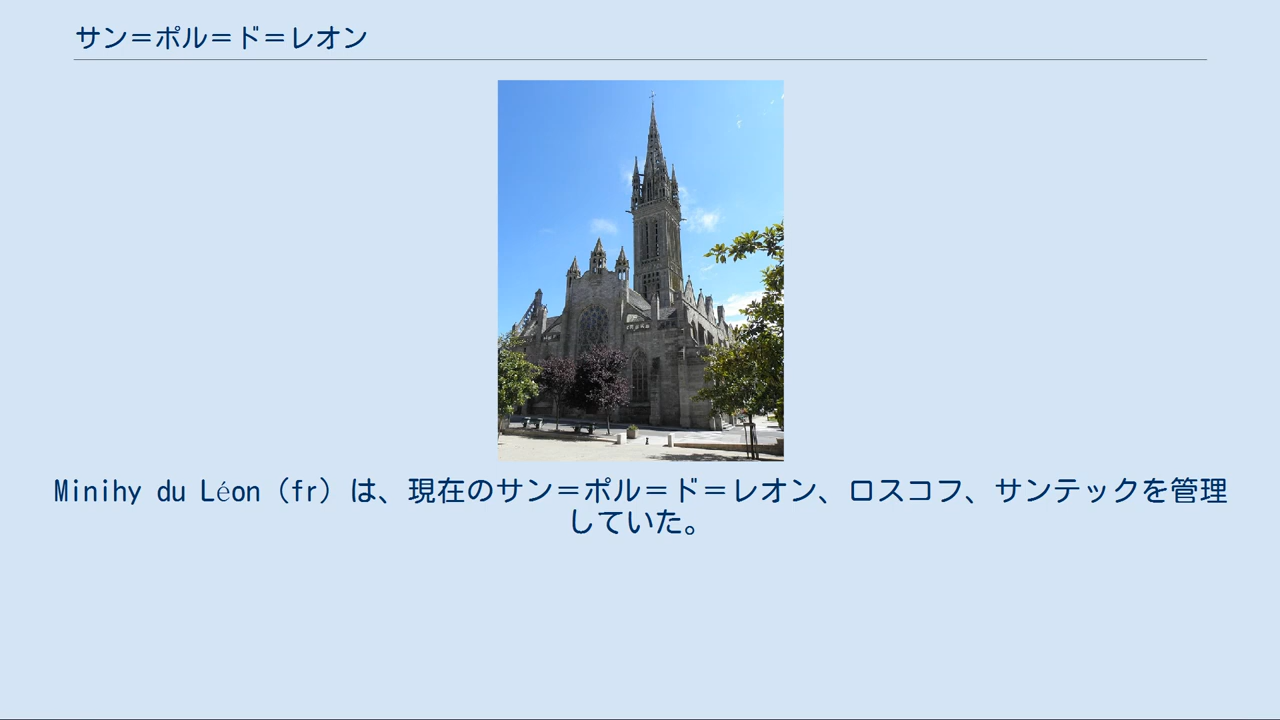 サン＝ポル＝ド＝レオン
Minihy du Léon（fr）は、現在のサン＝ポル＝ド＝レオン、ロスコフ、サンテックを管理
していた。